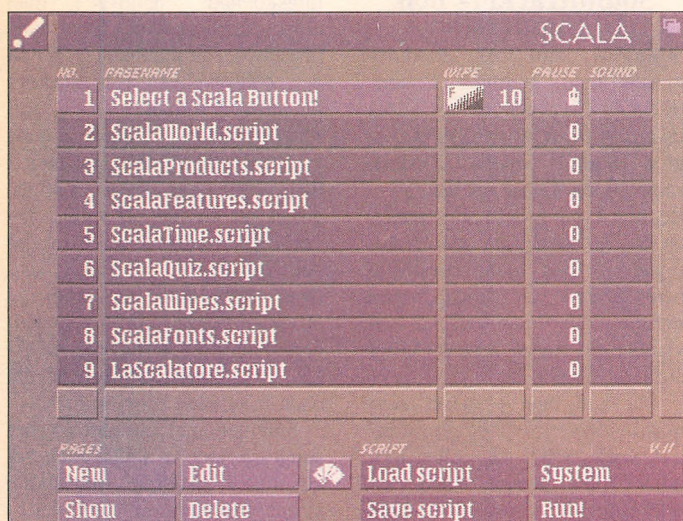 SCALA
NO. PAGENAME WIPE PAUSE SOUND
1 Select a Scala Button! F 10
2 ScalaWorld.script 0
3 ScalaProducts.script 0
4 ScalaFeatures.script 0
5 ScalaTime.script 0
6 ScalaQuiz.script 0
7 ScalaWipes.script 0
8 ScalaFonts.script 0
9 LaScalatore.script 0
PAGES SCRIPT
New Edit Load script System
Show Delete Save script Run!